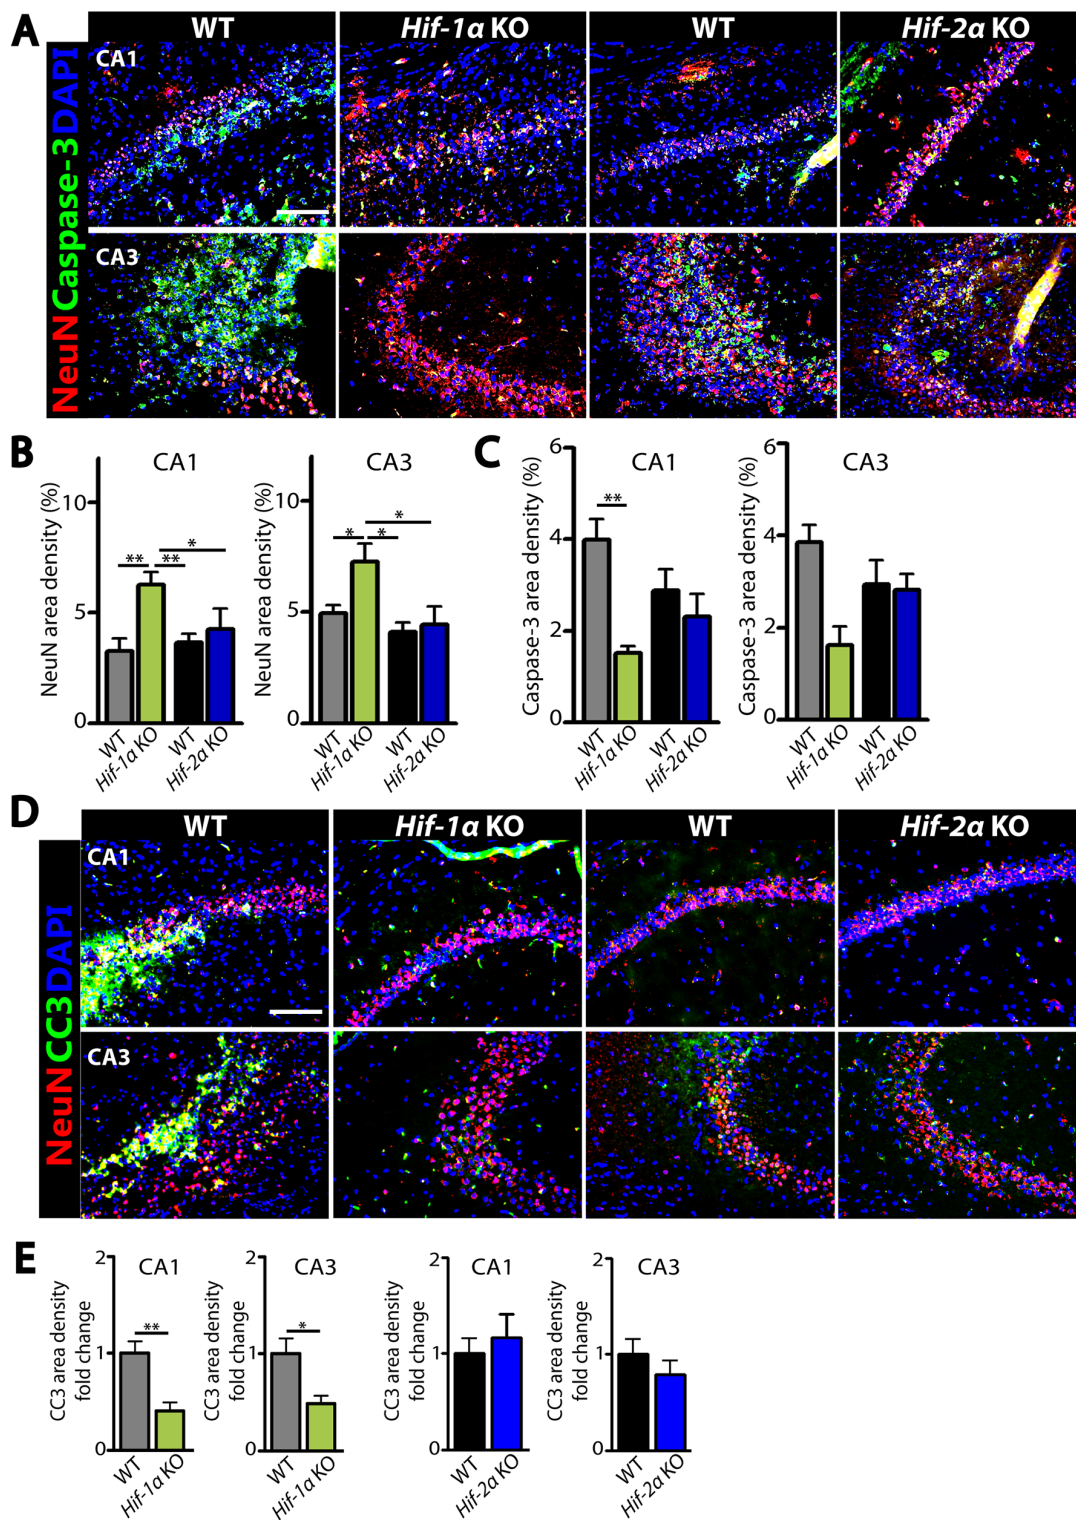 A
WT
Hif-1α KO
WT
Hif-2α KO
NeuN Caspase-3 DAPI
CA1
CA3
B
CA1
NeuN area density (%)
10
5
0
**
**
*
WT
Hif-1α KO
WT
Hif-2α KO
CA3
NeuN area density (%)
10
5
0
*
*
*
WT
Hif-1α KO
WT
Hif-2α KO
C
CA1
Caspase-3 area density (%)
6
4
2
0
**
WT
Hif-1α KO
WT
Hif-2α KO
CA3
Caspase-3 area density (%)
6
4
2
0
WT
Hif-1α KO
WT
Hif-2α KO
D
WT
Hif-1α KO
WT
Hif-2α KO
NeuN CC3 DAPI
CA1
CA3
E
CA1
CC3 area density
fold change
2
1
0
**
WT
Hif-1α KO
CA3
CC3 area density
fold change
2
1
0
*
WT
Hif-1α KO
CA1
CC3 area density
fold change
2
1
0
WT
Hif-2α KO
CA3
CC3 area density
fold change
2
1
0
WT
Hif-2α KO